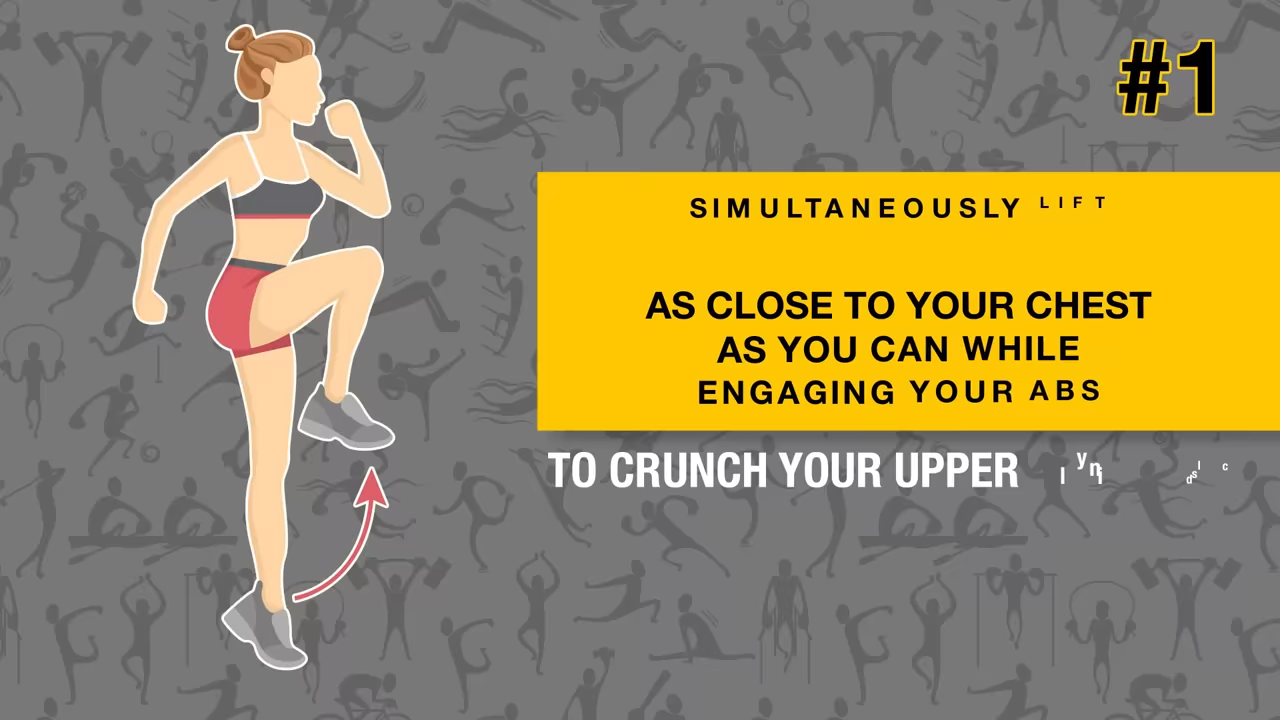 #1
SIMULTANEOUSLY LIFT
AS CLOSE TO YOUR CHEST
AS YOU CAN WHILE
ENGAGING YOUR ABS
TO CRUNCH YOUR UPPER